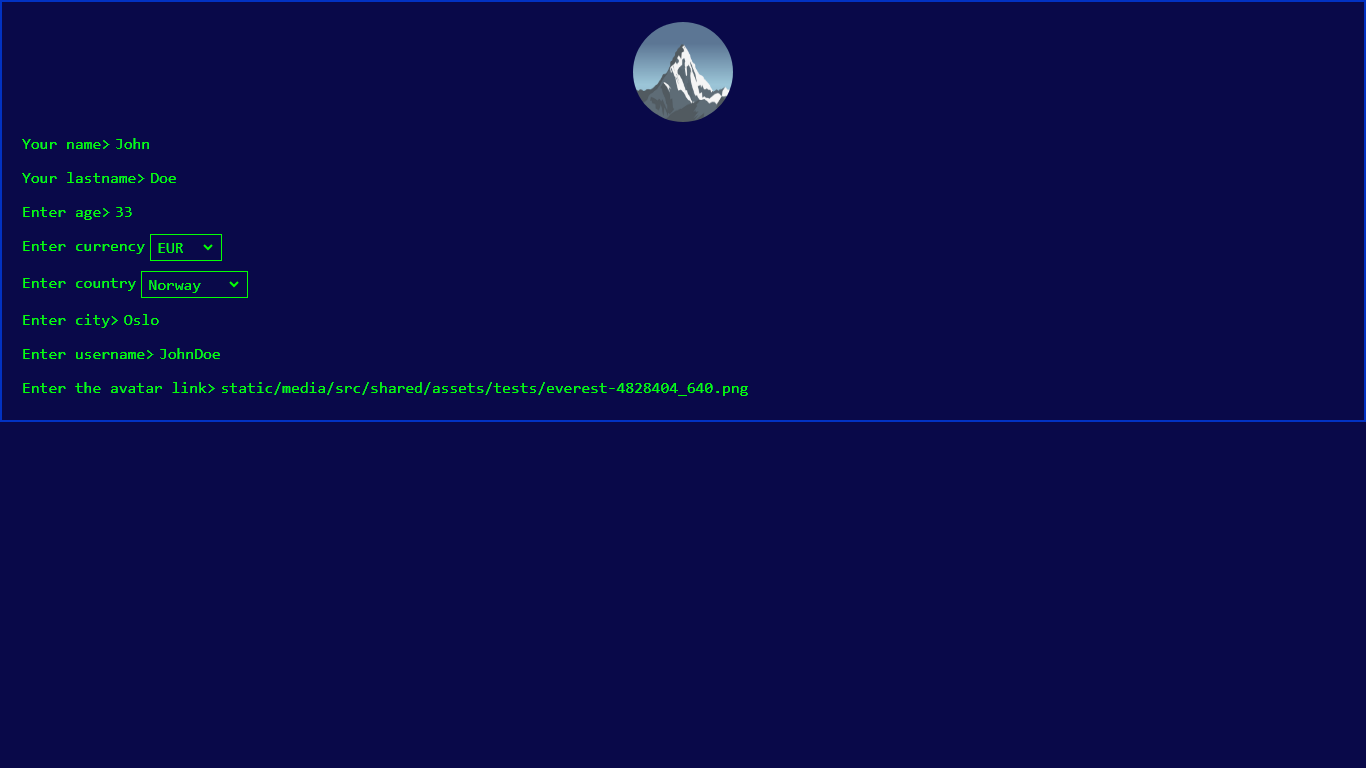 Your name> John
Your lastname> Doe
Enter age> 33
Enter currency EUR
Enter country Norway
Enter city> Oslo
Enter username> JohnDoe
Enter the avatar link> static/media/src/shared/assets/tests/everest-4828404_640.png